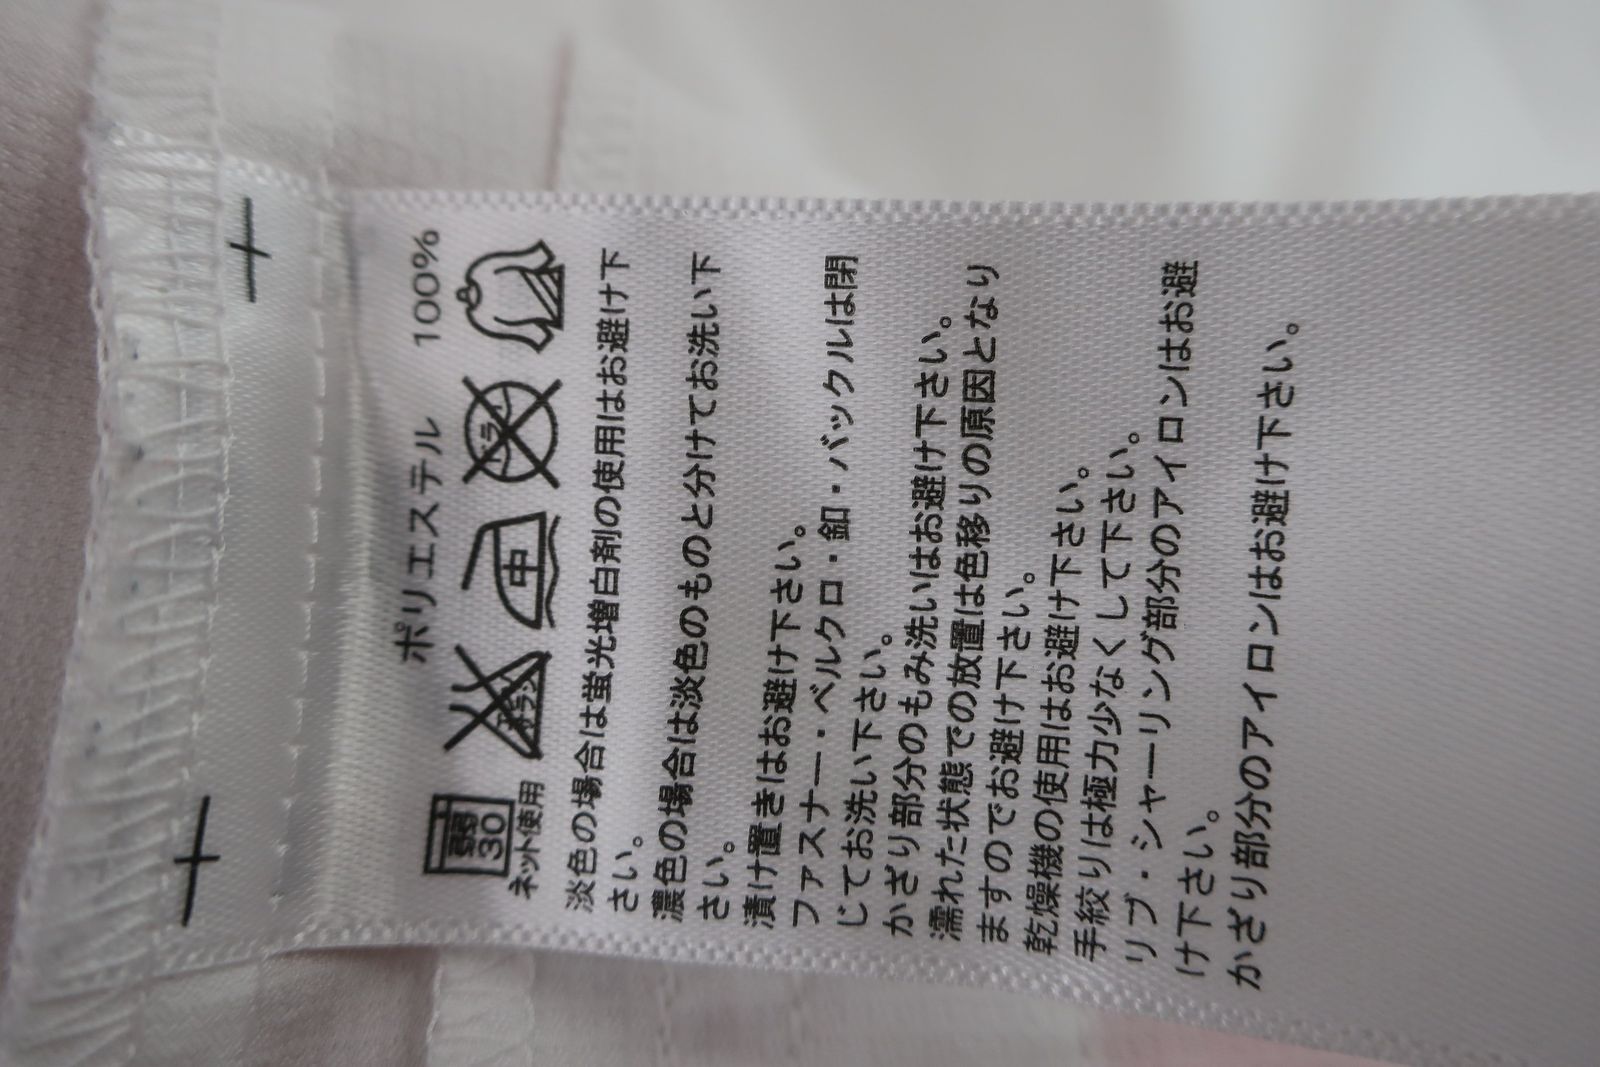 ポリエステル 100%
弱
30
エンソ
サラシ
中
ドライ
ネット使用
淡色の場合は蛍光増白剤の使用はお避け下
さい。
濃色の場合は淡色のものと分けてお洗い下
さい。
漬け置きはお避け下さい。
ファスナー・ベルクロ・釦・バックルは閉
じてお洗い下さい。
かざり部分のもみ洗いはお避け下さい。
濡れた状態での放置は色移りの原因となり
ますのでお避け下さい。
乾燥機の使用はお避け下さい。
手絞りは極力少なくして下さい。
リブ・シャーリング部分のアイロンはお避
け下さい。
かざり部分のアイロンはお避け下さい。